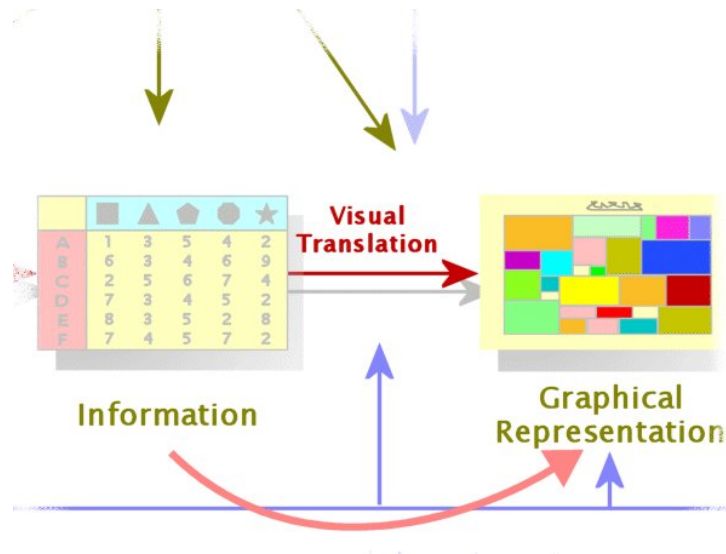 Visual
Translation
A 1 3 5 4 2
B 6 3 4 6 9
C 2 5 6 7 4
D 7 3 4 5 2
E 8 3 5 2 8
F 7 4 5 7 2
Information
Graphical
Representation